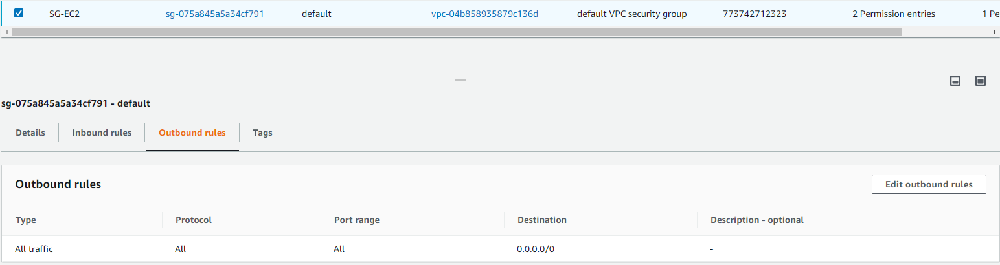 SG-EC2 sg-075a845a5a34cf791 default vpc-04b858935879c136d default VPC security group 773742712323 2 Permission entries 1 Pe
sg-075a845a5a34cf791 - default
Details Inbound rules Outbound rules Tags
Outbound rules Edit outbound rules
Type Protocol Port range Destination Description - optional
All traffic All All 0.0.0.0/0 -